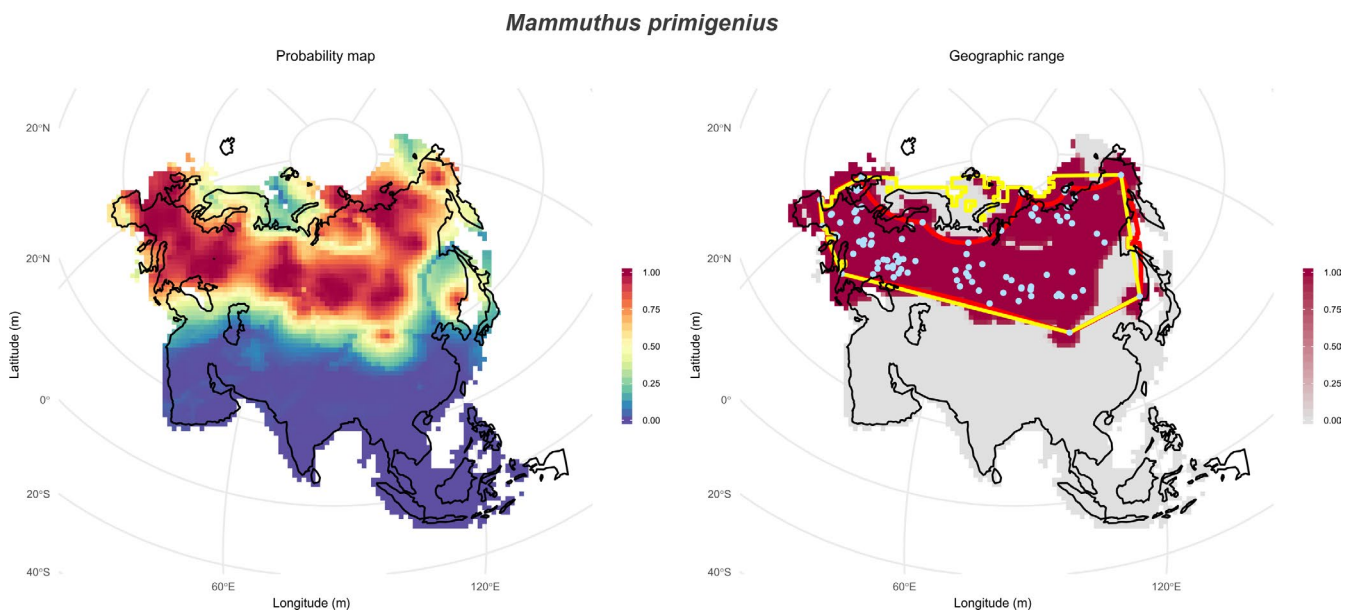 Mammuthus primigenius
Probability map
Geographic range
20°N
20°N
0°
20°S
40°S
60°E
120°E
Latitude (m)
Longitude (m)
1.00
0.75
0.50
0.25
0.00
20°N
20°N
0°
20°S
40°S
60°E
120°E
Latitude (m)
Longitude (m)
1.00
0.75
0.50
0.25
0.00